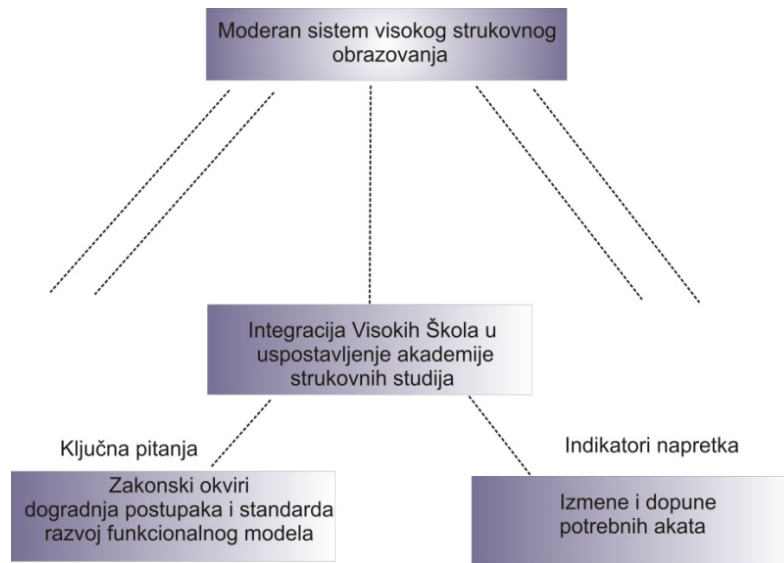 Moderan sistem visokog strukovnog
obrazovanja
Integracija Visokih Škola u
uspostavljenje akademije
strukovnih studija
Ključna pitanja
Zakonski okviri
dogradnja postupaka i standarda
razvoj funkcionalnog modela
Indikatori napretka
Izmene i dopune
potrebnih akata